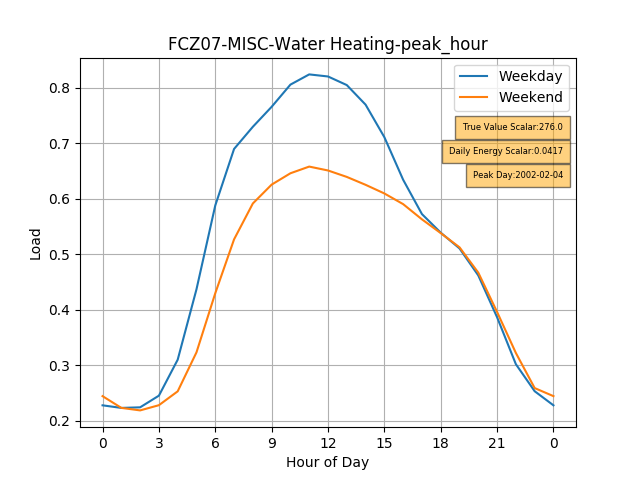 FCZ07-MISC-Water Heating-peak_hour
Weekday
Weekend
True Value Scalar:276.0
Daily Energy Scalar:0.0417
Peak Day:2002-02-04
Load
0.8
0.7
0.6
0.5
0.4
0.3
0.2
0 3 6 9 12 15 18 21 0
Hour of Day